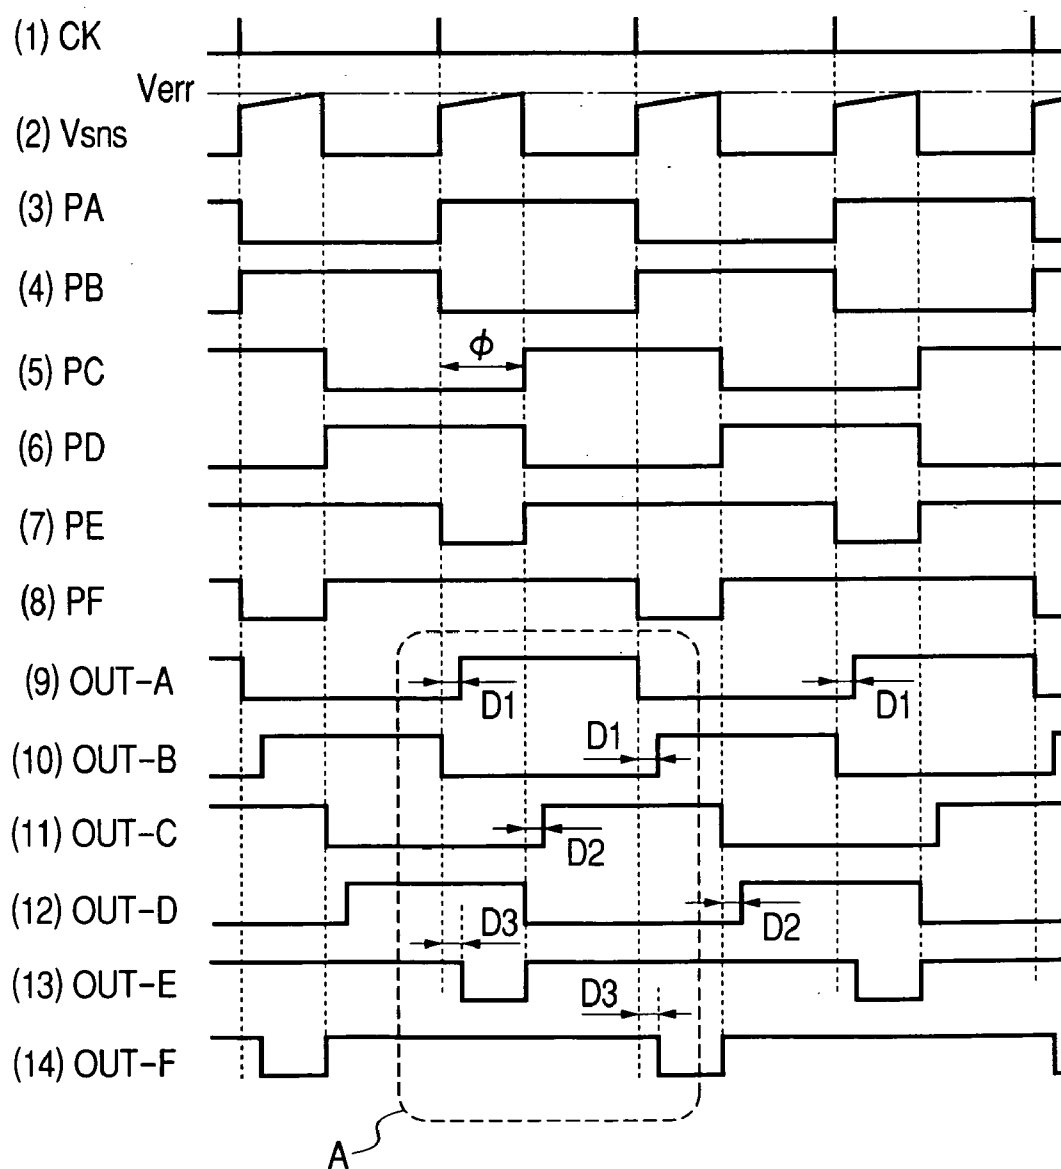 (1) CK
Verr
(2) Vsns
(3) PA
(4) PB
ϕ
(5) PC
(6) PD
(7) PE
(8) PF
(9) OUT-A
D1
D1
D1
(10) OUT-B
(11) OUT-C
D2
(12) OUT-D
D3
D2
(13) OUT-E
D3
(14) OUT-F
A